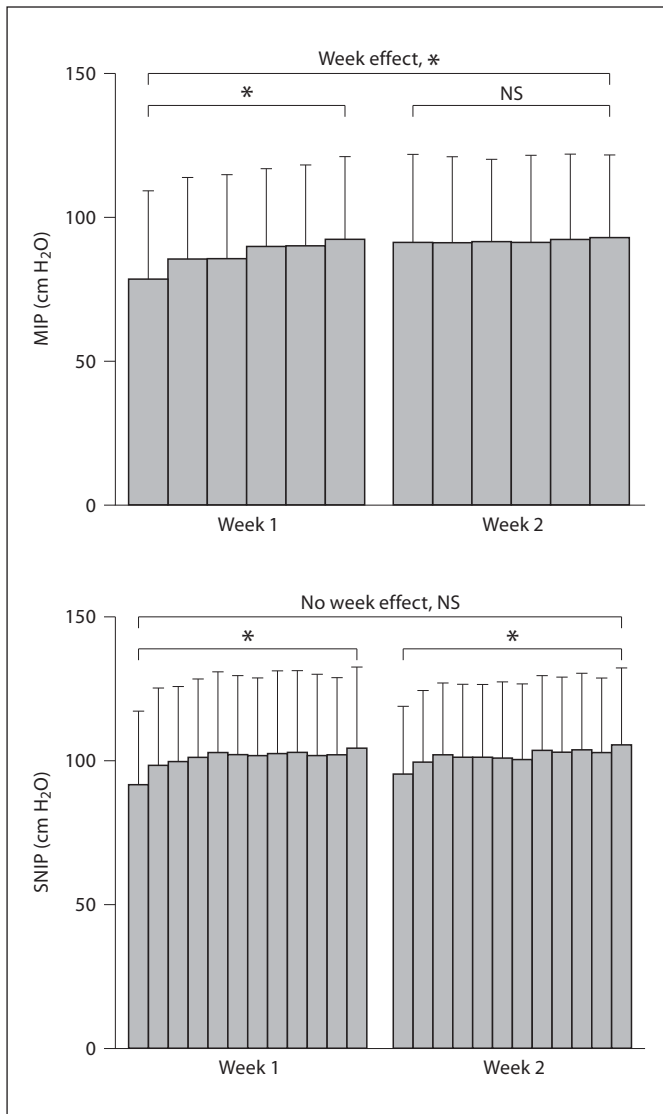 Week effect, *
*
NS
150
100
50
0
MIP (cm H₂O)
Week 1
Week 2
No week effect, NS
*
*
150
100
50
0
SNIP (cm H₂O)
Week 1
Week 2